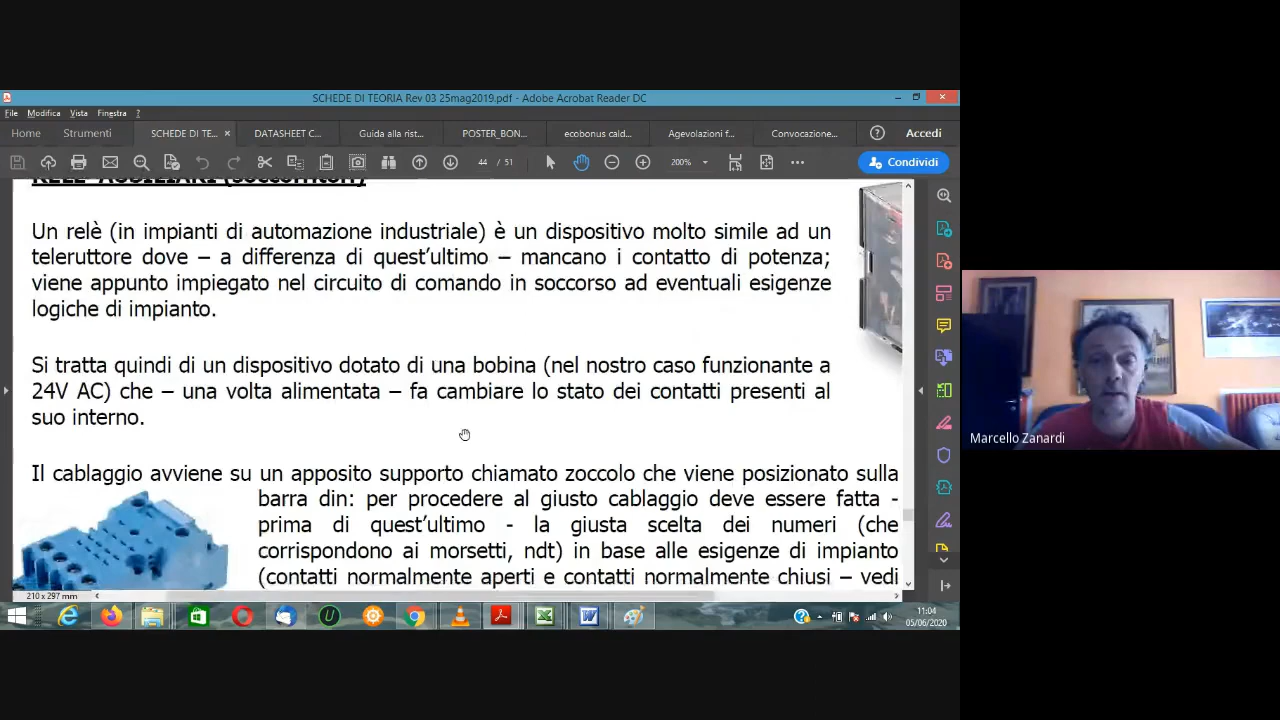 SCHEDE DI TEORIA Rev 03 25mag2019.pdf - Adobe Acrobat Reader DC
File Modifica Vista Finestra ?
Home Strumenti SCHEDE DI TE... × DATASHEET C... Guida alla rist... POSTER_BON... ecobonus cald... Agevolazioni f... Convocazione... Accedi
44 / 51 200% Condividi
RELE' AUSILIARI (soccorritori)
Un relè (in impianti di automazione industriale) è un dispositivo molto simile ad un
teleruttore dove – a differenza di quest’ultimo – mancano i contatto di potenza;
viene appunto impiegato nel circuito di comando in soccorso ad eventuali esigenze
logiche di impianto.
Si tratta quindi di un dispositivo dotato di una bobina (nel nostro caso funzionante a
24V AC) che – una volta alimentata – fa cambiare lo stato dei contatti presenti al
suo interno.
Il cablaggio avviene su un apposito supporto chiamato zoccolo che viene posizionato sulla
barra din: per procedere al giusto cablaggio deve essere fatta -
prima di quest’ultimo - la giusta scelta dei numeri (che
corrispondono ai morsetti, ndt) in base alle esigenze di impianto
(contatti normalmente aperti e contatti normalmente chiusi – vedi
210 x 297 mm
11:04
05/06/2020
Marcello Zanardi